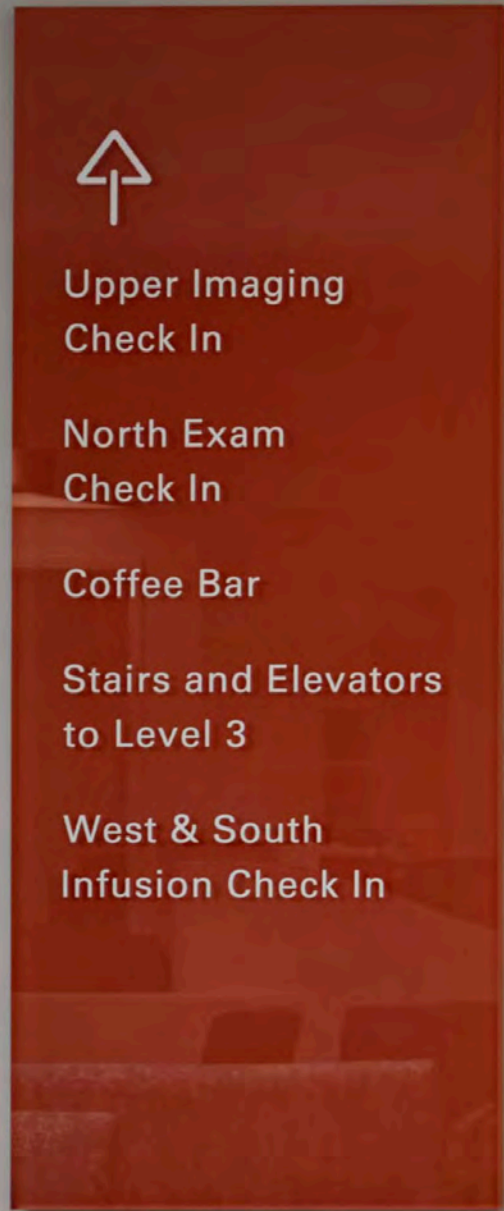 Upper Imaging
Check In
North Exam
Check In
Coffee Bar
Stairs and Elevators
to Level 3
West & South
Infusion Check In